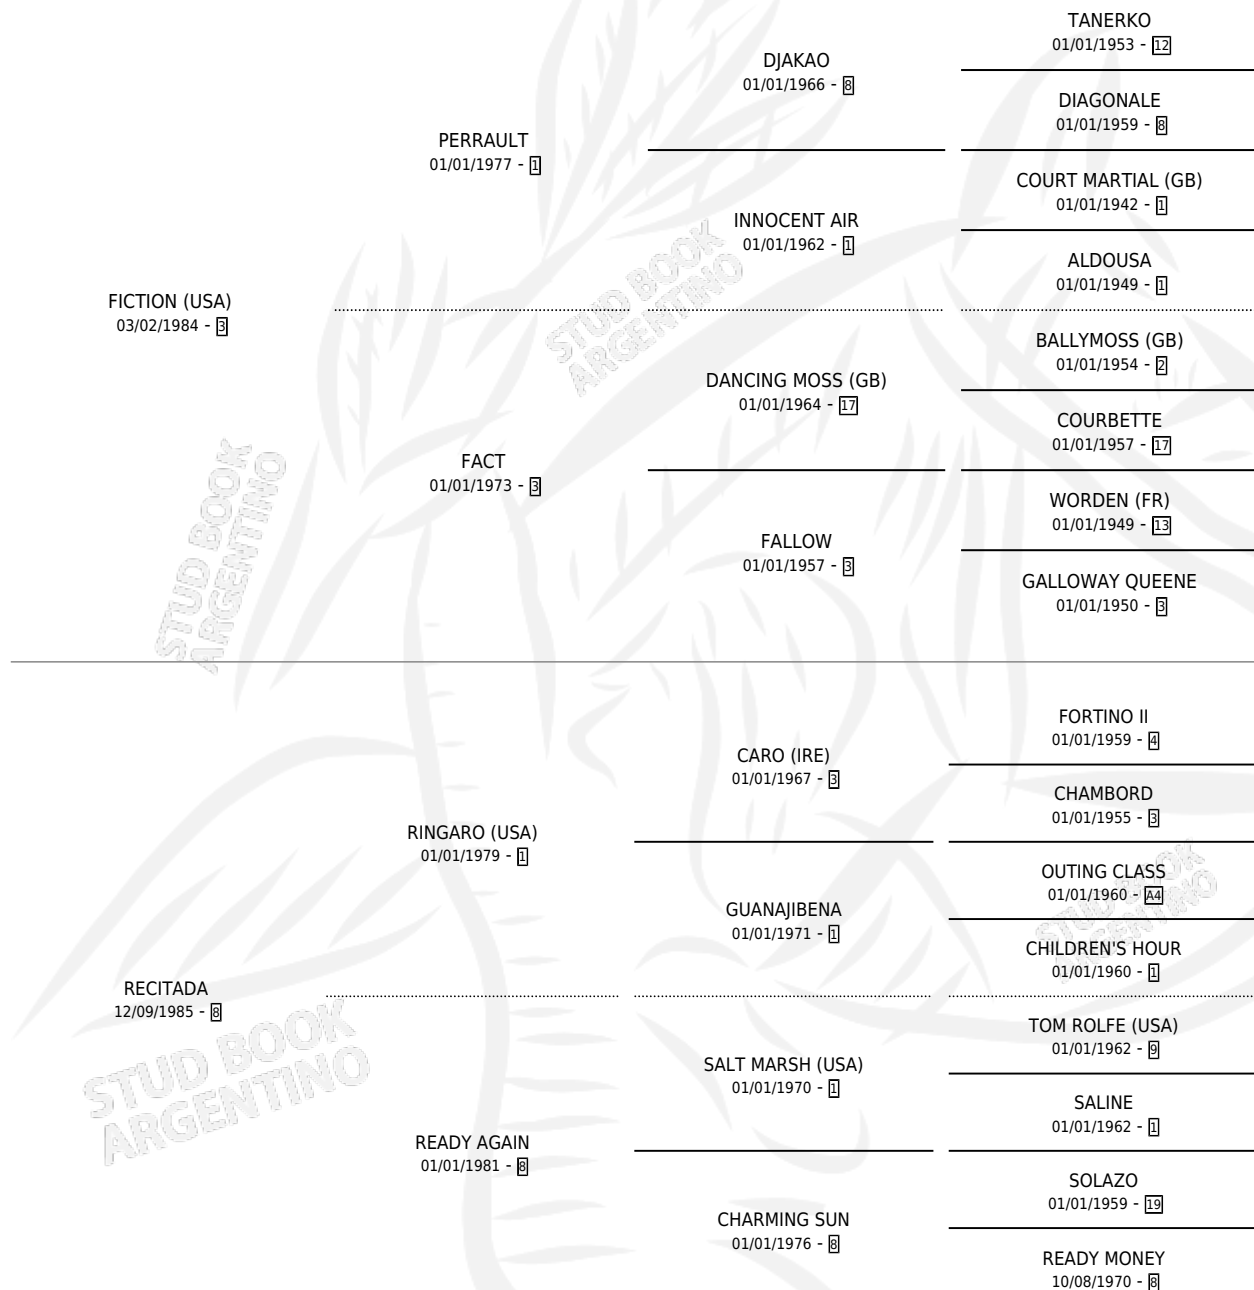 TANERKO
01/01/1953 - 12
DJAKAO
01/01/1966 - 8
DIAGONALE
01/01/1959 - 8
PERRAULT
01/01/1977 - 1
COURT MARTIAL (GB)
01/01/1942 - 1
INNOCENT AIR
01/01/1962 - 1
ALDOUSA
01/01/1949 - 1
FICTION (USA)
03/02/1984 - 3
BALLYMOSS (GB)
01/01/1954 - 2
DANCING MOSS (GB)
01/01/1964 - 17
COURBETTE
01/01/1957 - 17
FACT
01/01/1973 - 3
WORDEN (FR)
01/01/1949 - 13
FALLOW
01/01/1957 - 3
GALLOWAY QUEENE
01/01/1950 - 3
FORTINO II
01/01/1959 - 4
CARO (IRE)
01/01/1967 - 3
CHAMBORD
01/01/1955 - 3
RINGARO (USA)
01/01/1979 - 1
OUTING CLASS
01/01/1960 - A4
GUANAJIBENA
01/01/1971 - 1
CHILDREN'S HOUR
01/01/1960 - 1
RECITADA
12/09/1985 - 8
TOM ROLFE (USA)
01/01/1962 - 9
SALT MARSH (USA)
01/01/1970 - 1
SALINE
01/01/1962 - 1
READY AGAIN
01/01/1981 - 8
SOLAZO
01/01/1959 - 19
CHARMING SUN
01/01/1976 - 8
READY MONEY
10/08/1970 - 8
STUD BOOK
ARGENTINO
STUD BOOK
ARGENTINO
STUD BOOK
ARGENTINO
STUD BOOK
ARGENTINO